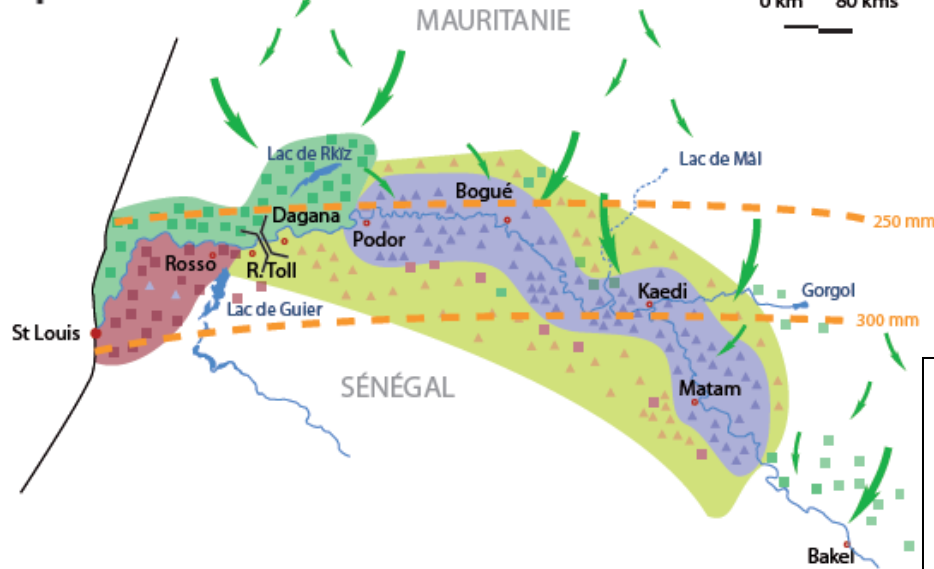 0 km 80 kms
MAURITANIE
Lac de Rkïz
Lac de Mâl
Bogué
Dagana
250 mm
Podor
Rosso
R. Toll
Kaedi
Gorgol
Lac de Guier
300 mm
St Louis
SÉNÉGAL
Matam
Bakel